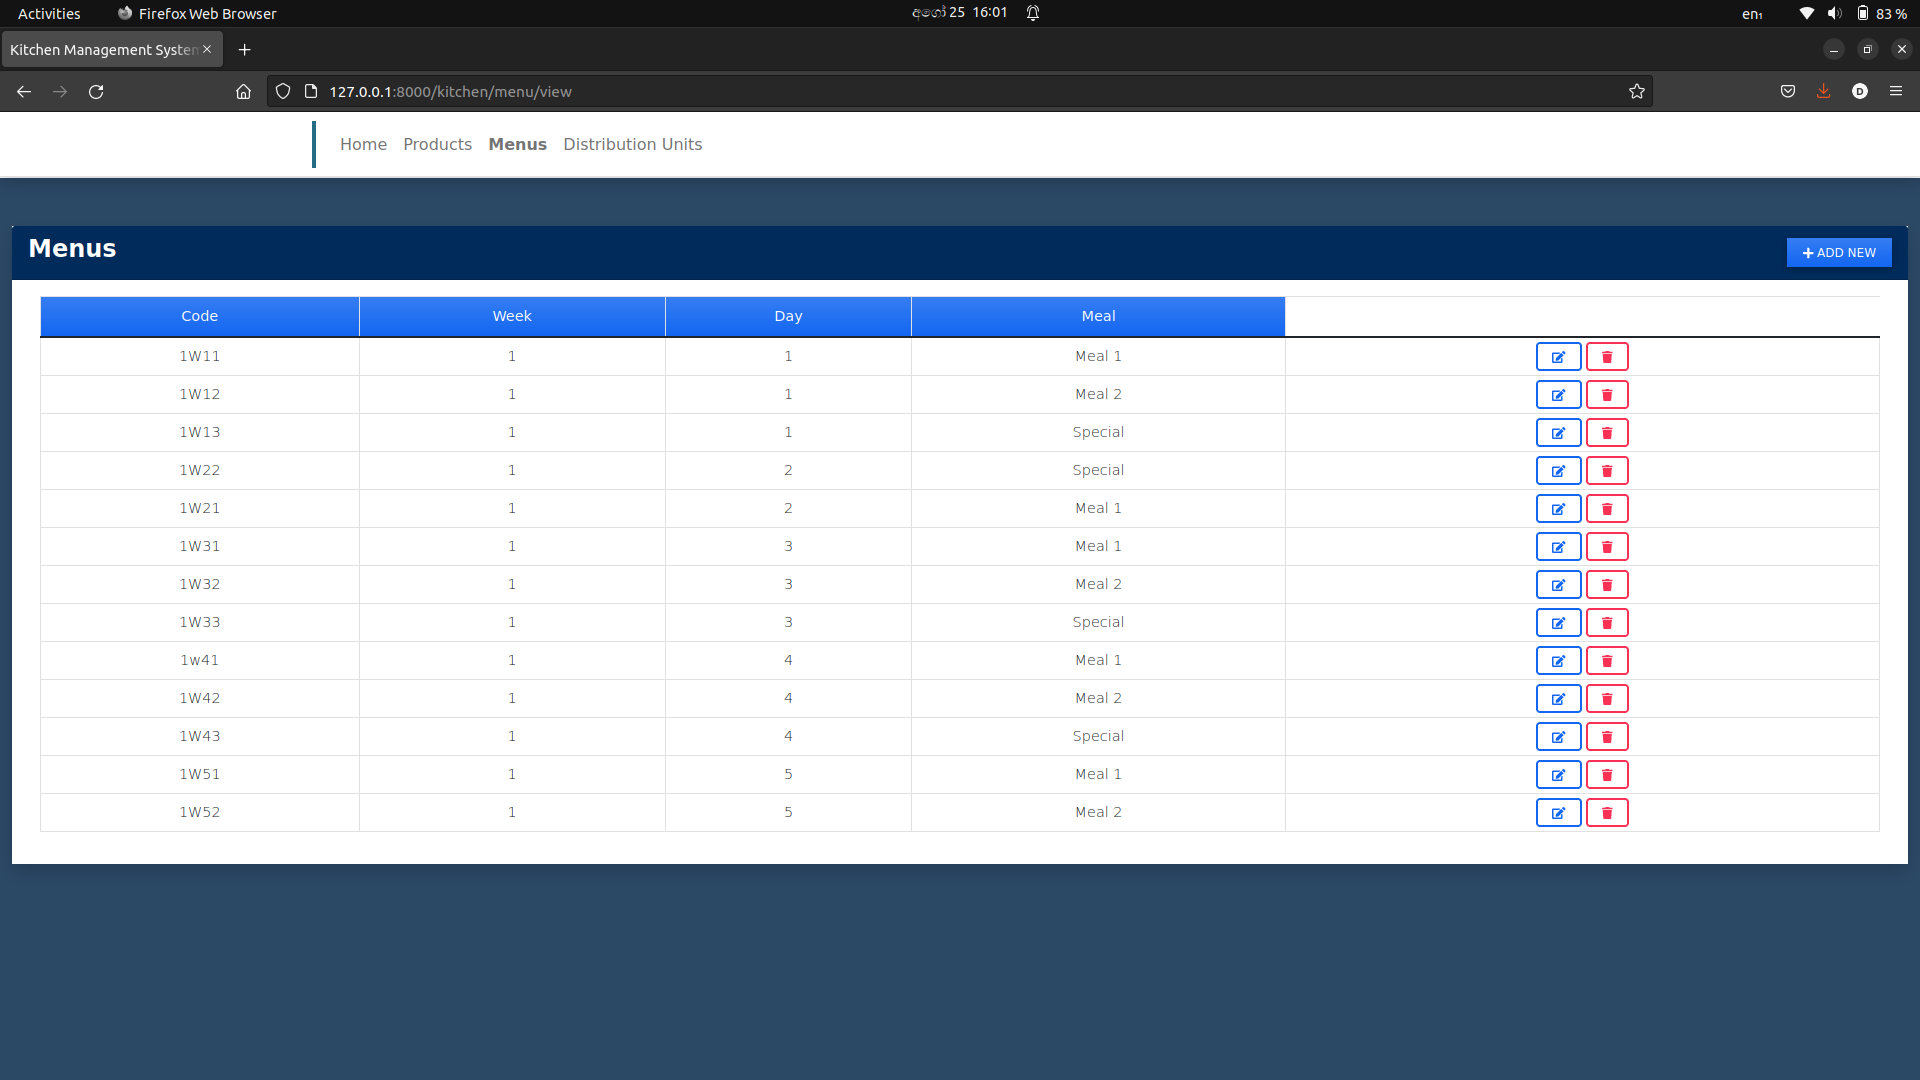 Activities Firefox Web Browser අගෝ 25 16:01 en₁ 83 %
Kitchen Management System
127.0.0.1:8000/kitchen/menu/view D
Home Products Menus Distribution Units
Menus ADD NEW
Code Week Day Meal
1W11 1 1 Meal 1
1W12 1 1 Meal 2
1W13 1 1 Special
1W22 1 2 Special
1W21 1 2 Meal 1
1W31 1 3 Meal 1
1W32 1 3 Meal 2
1W33 1 3 Special
1w41 1 4 Meal 1
1W42 1 4 Meal 2
1W43 1 4 Special
1W51 1 5 Meal 1
1W52 1 5 Meal 2